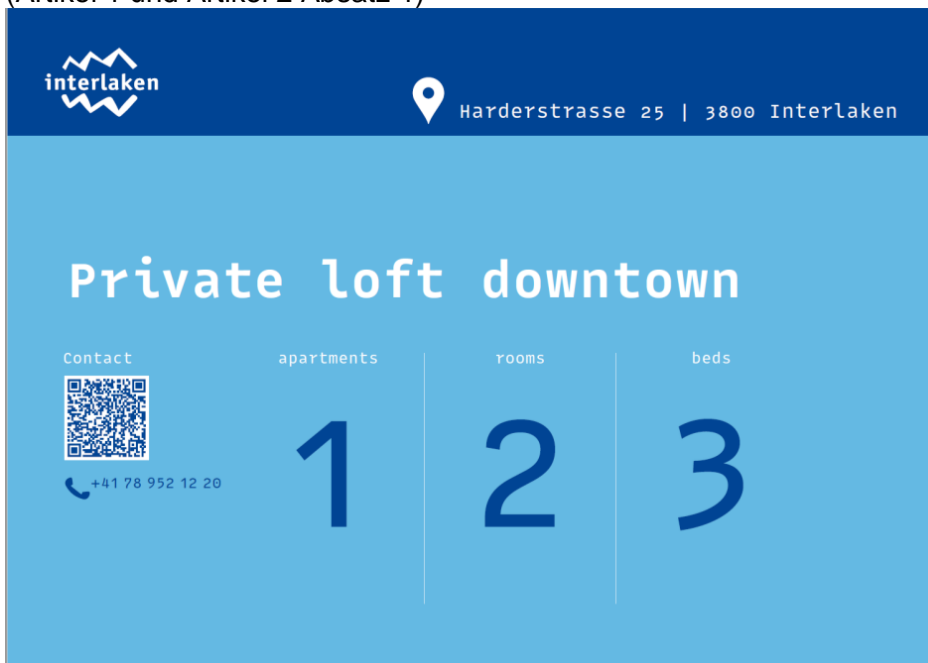 (Artikel 1 und Artikel 2 Absatz 1)
interlaken
Harderstrasse 25 | 3800 Interlaken
Private loft downtown
Contact
apartments
rooms
beds
1
2
3
+41 78 952 12 20